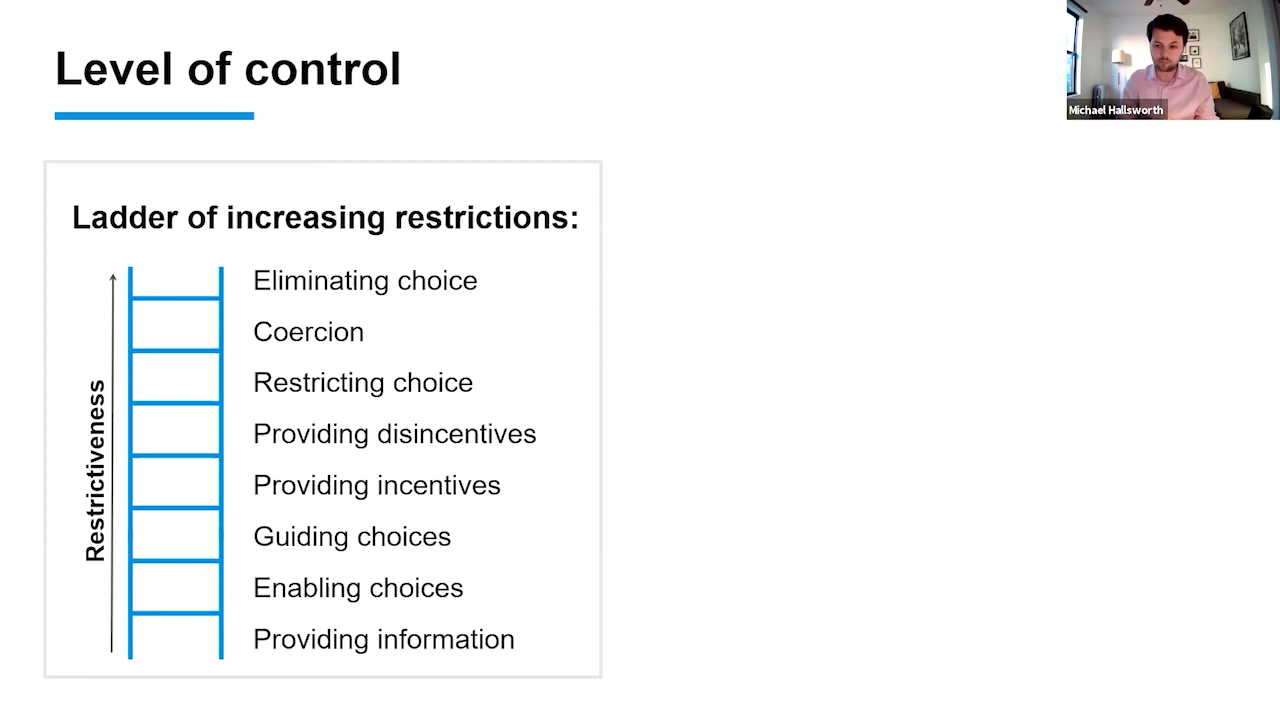 Level of control
Michael Hallsworth
Ladder of increasing restrictions:
Restrictiveness
Eliminating choice
Coercion
Restricting choice
Providing disincentives
Providing incentives
Guiding choices
Enabling choices
Providing information